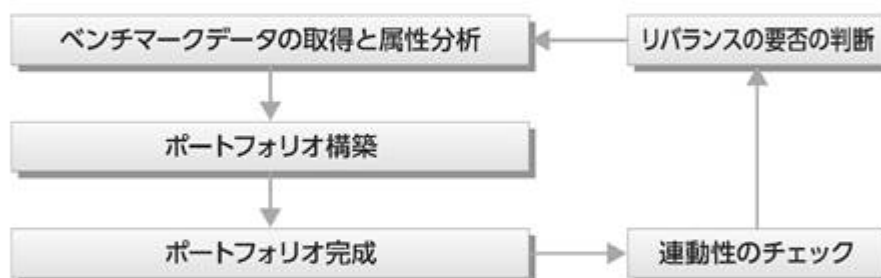 ベンチマークデータの取得と属性分析
リバランスの要否の判断
ポートフォリオ構築
ポートフォリオ完成
連動性のチェック